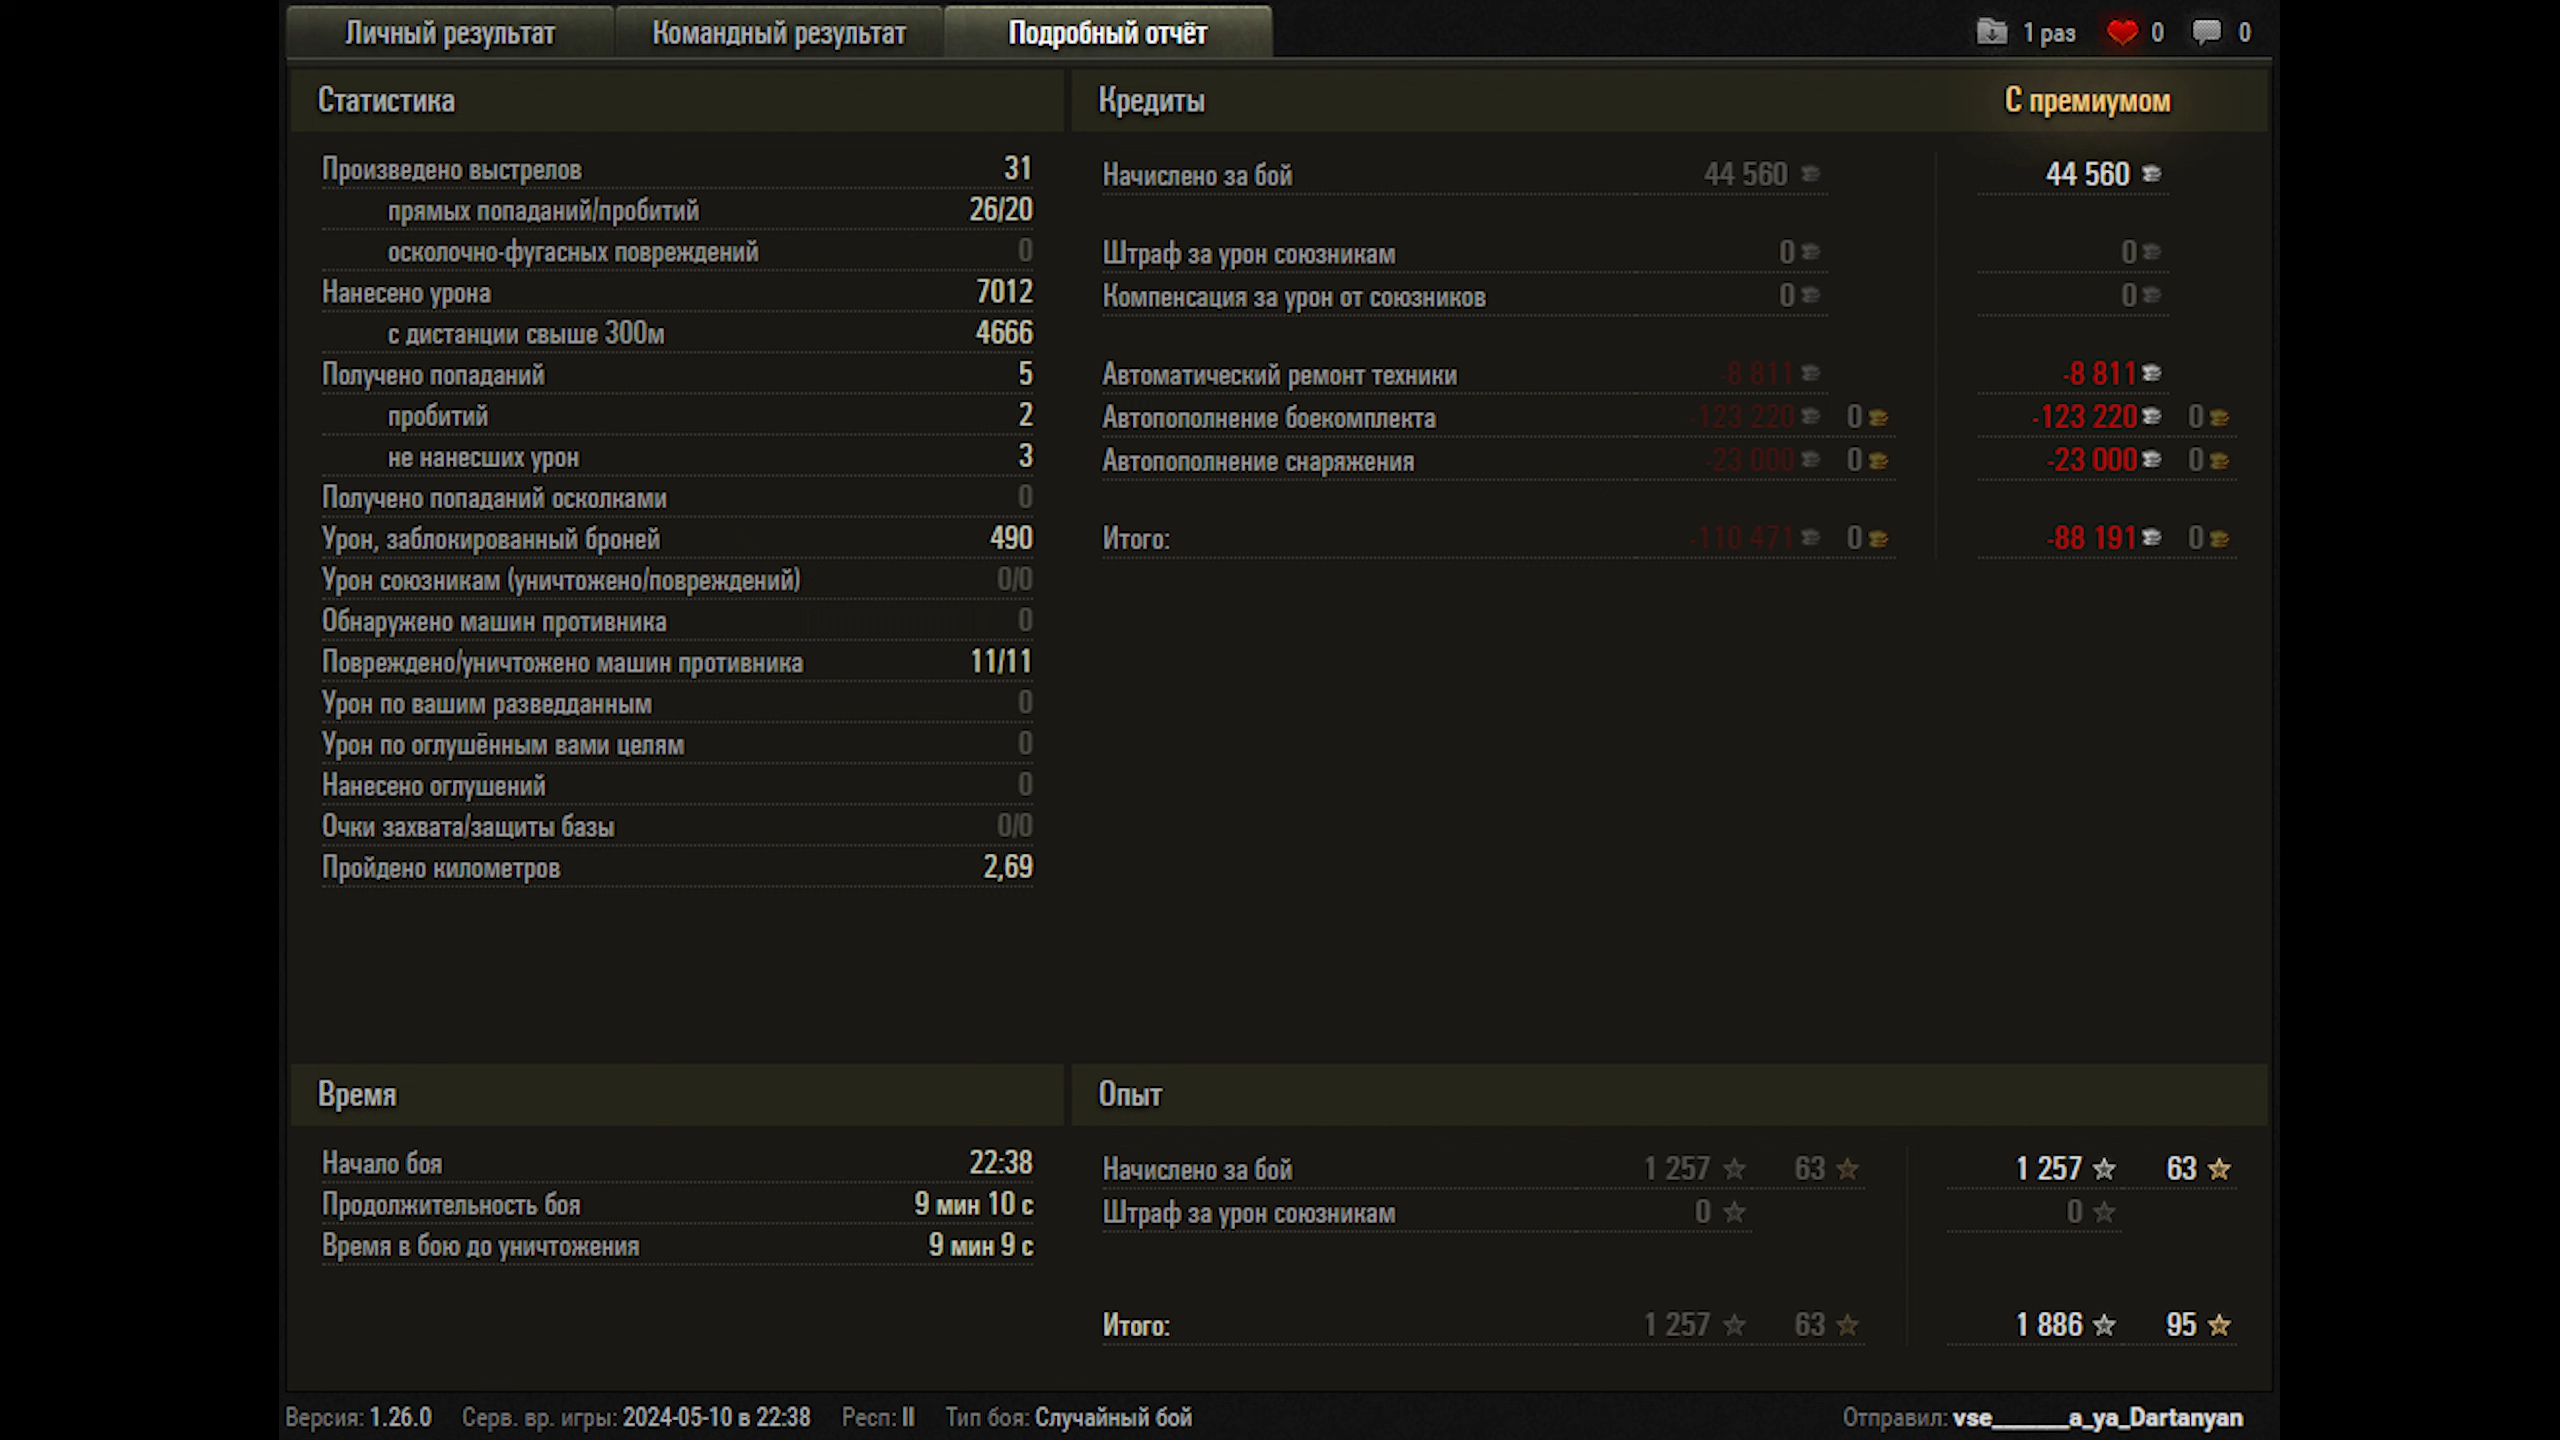 Личный результат Командный результат Подробный отчёт 1 раз 0 0
Статистика
Произведено выстрелов 31
прямых попаданий/пробитий 26/20
осколочно-фугасных повреждений 0
Нанесено урона 7012
с дистанции свыше 300м 4666
Получено попаданий 5
пробитий 2
не нанесших урон 3
Получено попаданий осколками 0
Урон, заблокированный броней 490
Урон союзникам (уничтожено/повреждений) 0/0
Обнаружено машин противника 0
Повреждено/уничтожено машин противника 11/11
Урон по вашим разведданным 0
Урон по оглушённым вами целям 0
Нанесено оглушений 0
Очки захвата/защиты базы 0/0
Пройдено километров 2,69
Кредиты С премиумом
Начислено за бой 44 560 44 560
Штраф за урон союзникам 0 0
Компенсация за урон от союзников 0 0
Автоматический ремонт техники -8 811 -8 811
Автопополнение боекомплекта -123 220 0 -123 220 0
Автопополнение снаряжения -23 000 0 -23 000 0
Итого: -110 471 0 -88 191 0
Время
Начало боя 22:38
Продолжительность боя 9 мин 10 с
Время в бою до уничтожения 9 мин 9 с
Опыт
Начислено за бой 1 257 63 1 257 63
Штраф за урон союзникам 0 0
Итого: 1 257 63 1 886 95
Версия: 1.26.0 Серв. вр. игры: 2024-05-10 в 22:38 Респ: II Тип боя: Случайный бой Отправил: vse______a_ya_Dartanyan